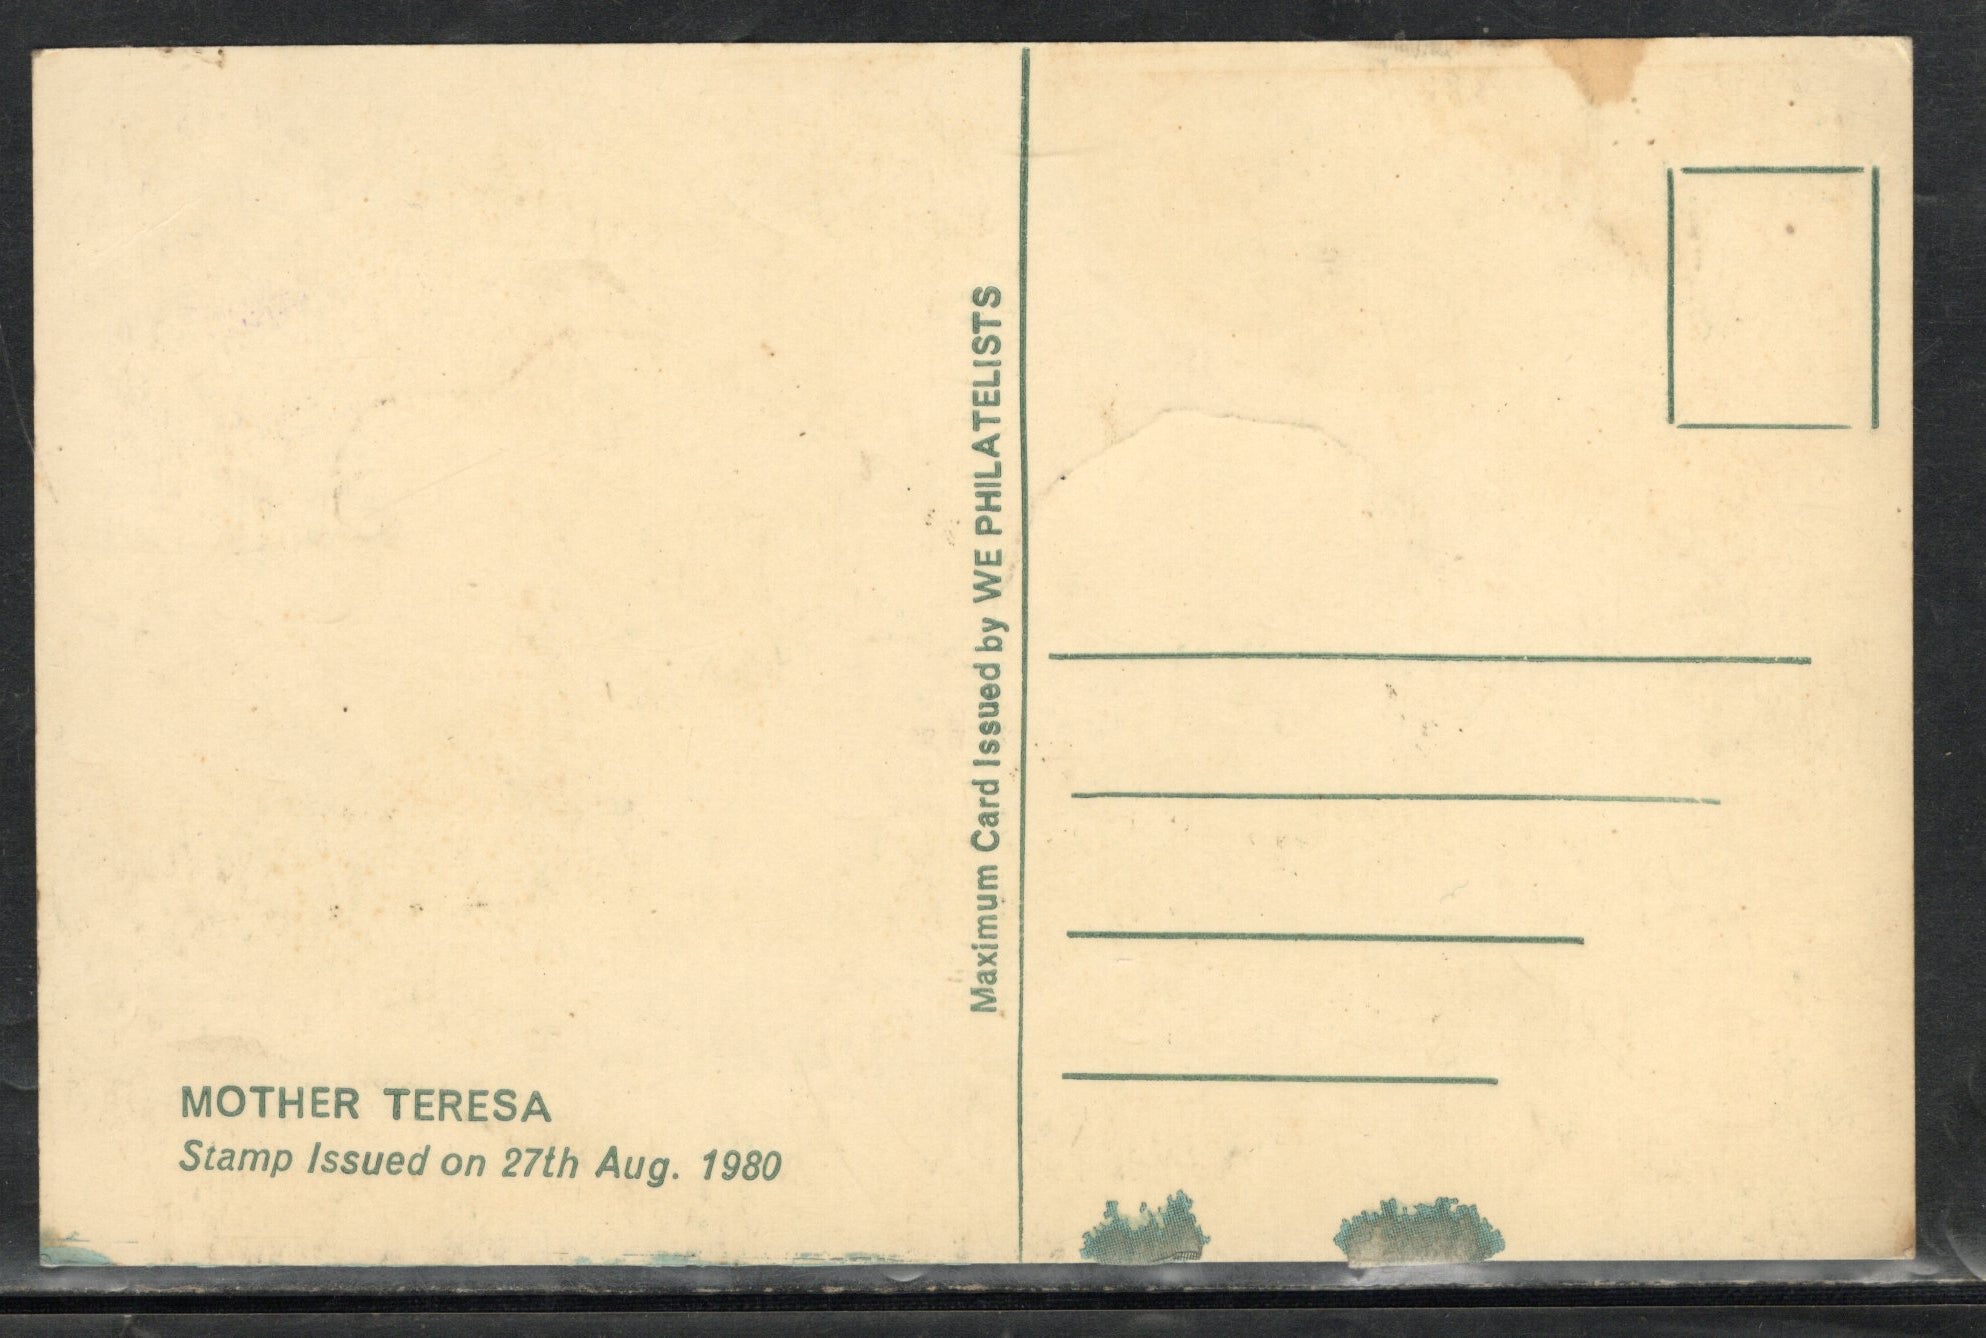 MOTHER TERESA
Stamp Issued on 27th Aug. 1980
Maximum Card Issued by WE PHILATELISTS